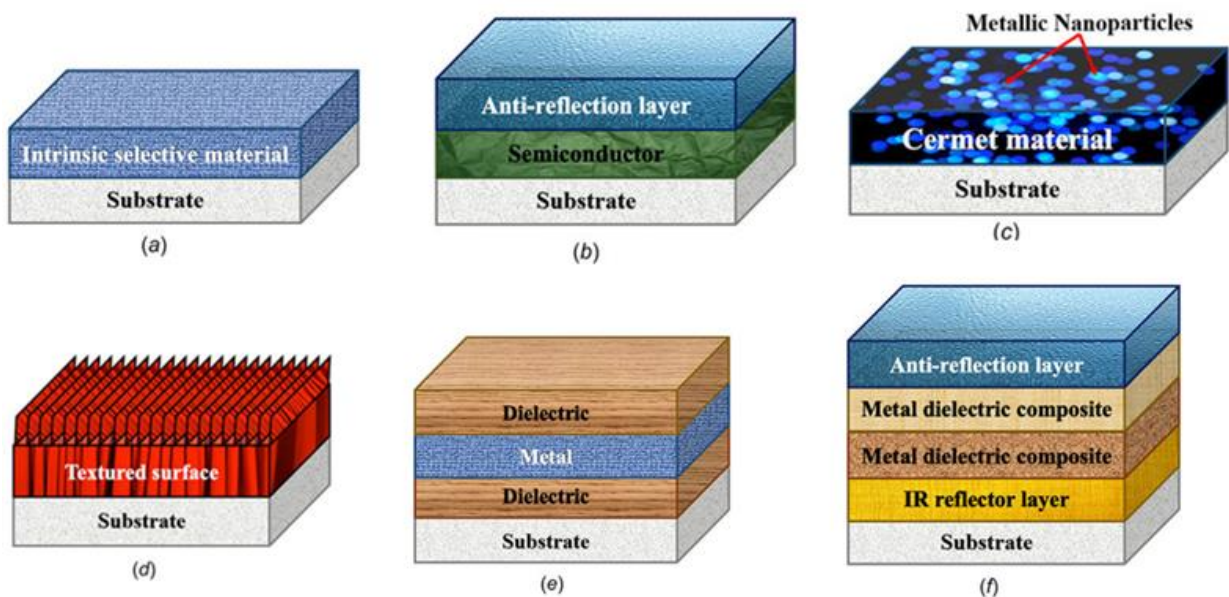 Intrinsic selective material
Substrate
(a)
Anti-reflection layer
Semiconductor
Substrate
(b)
Metallic Nanoparticles
Cermet material
Substrate
(c)
Textured surface
Substrate
(d)
Dielectric
Metal
Dielectric
Substrate
(e)
Anti-reflection layer
Metal dielectric composite
Metal dielectric composite
IR reflector layer
Substrate
(f)